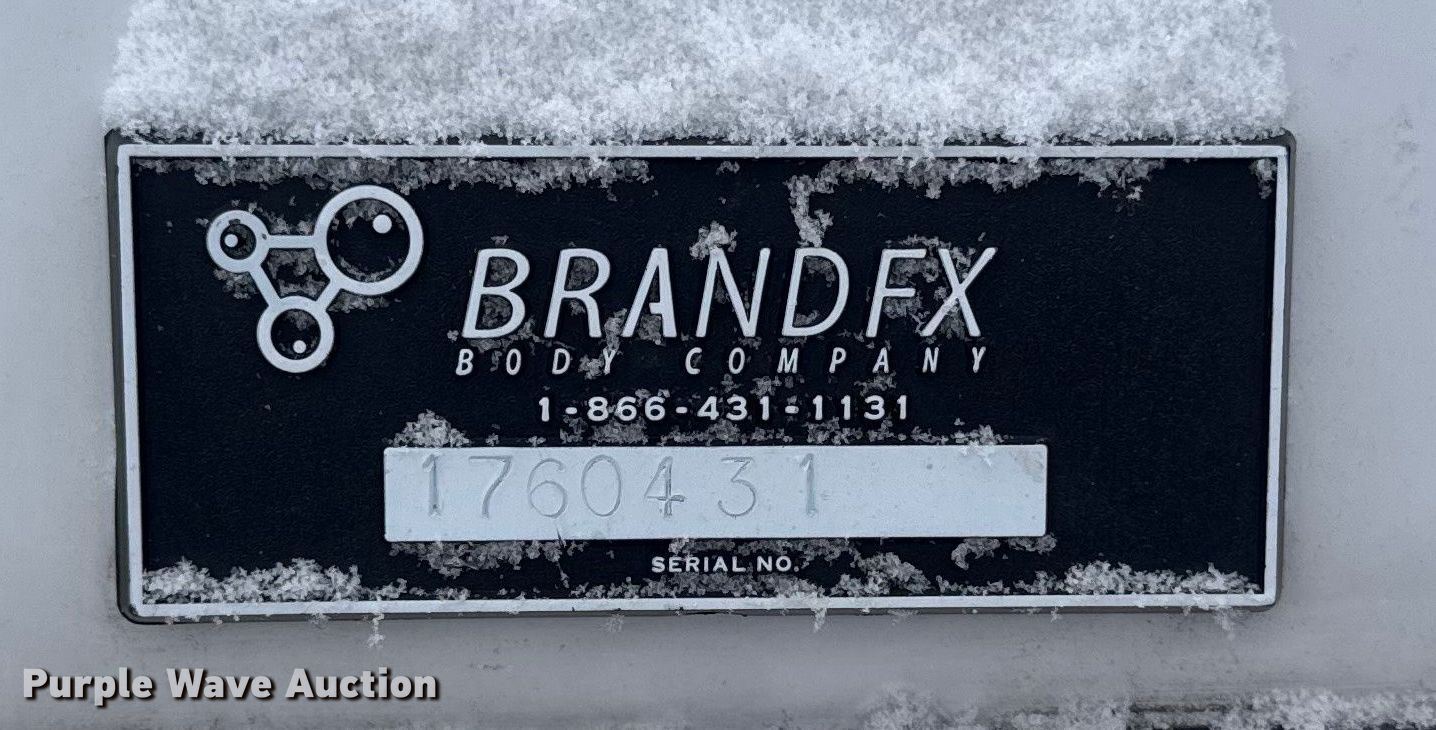 BRANDFX
BODY COMPANY
1-866-431-1131
1760431
SERIAL NO.
Purple Wave Auction